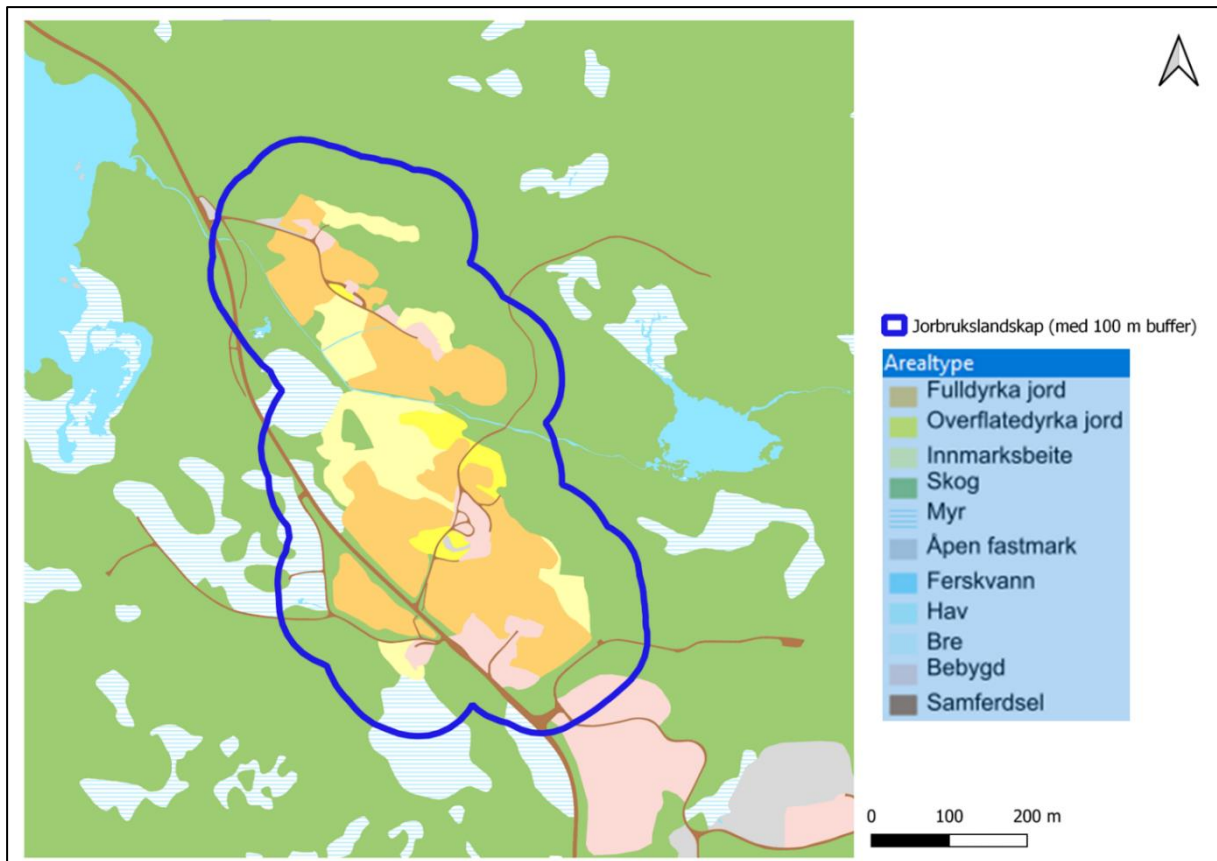 Jorbrukslandskap (med 100 m buffer)
Arealtype
Fulldyrka jord
Overflatedyrka jord
Innmarksbeite
Skog
Myr
Åpen fastmark
Ferskvann
Hav
Bre
Bebygd
Samferdsel
0 100 200 m